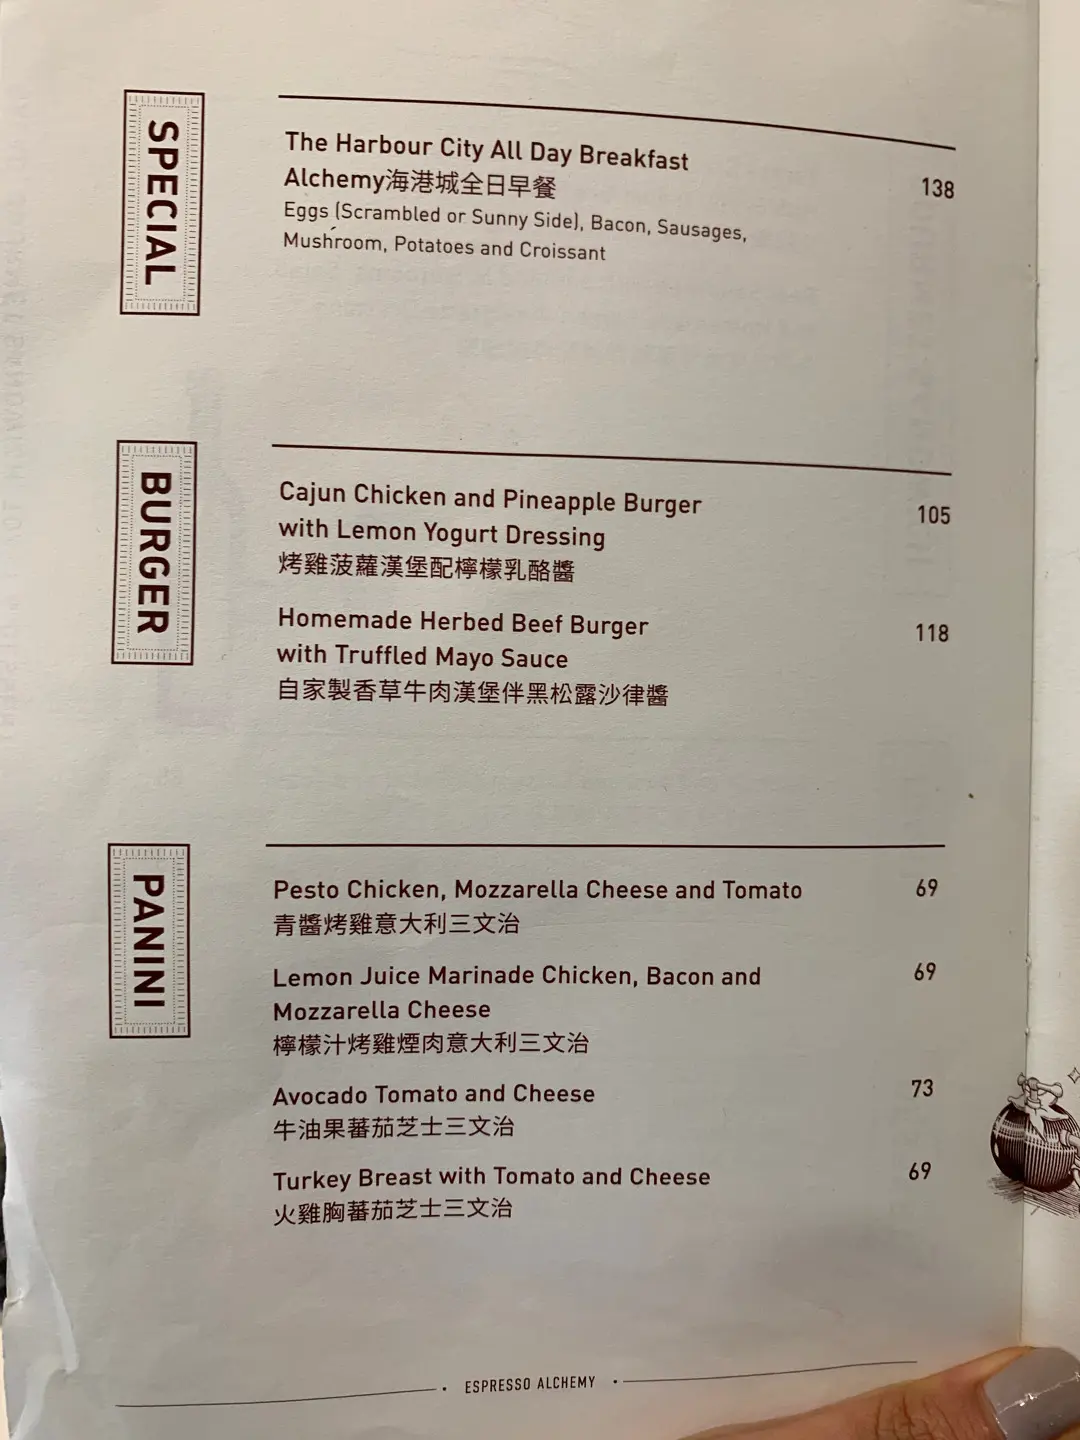 SPECIAL
The Harbour City All Day Breakfast
Alchemy海港城全日早餐
138
Eggs (Scrambled or Sunny Side), Bacon, Sausages,
Mushroom, Potatoes and Croissant
BURGER
Cajun Chicken and Pineapple Burger
105
with Lemon Yogurt Dressing
烤雞菠蘿漢堡配檸檬乳酪醬
Homemade Herbed Beef Burger
118
with Truffled Mayo Sauce
自家製香草牛肉漢堡伴黑松露沙律醬
PANINI
Pesto Chicken, Mozzarella Cheese and Tomato
69
青醬烤雞意大利三文治
Lemon Juice Marinade Chicken, Bacon and
69
Mozzarella Cheese
檸檬汁烤雞煙肉意大利三文治
Avocado Tomato and Cheese
73
牛油果蕃茄芝士三文治
Turkey Breast with Tomato and Cheese
69
火雞胸蕃茄芝士三文治
ESPRESSO ALCHEMY